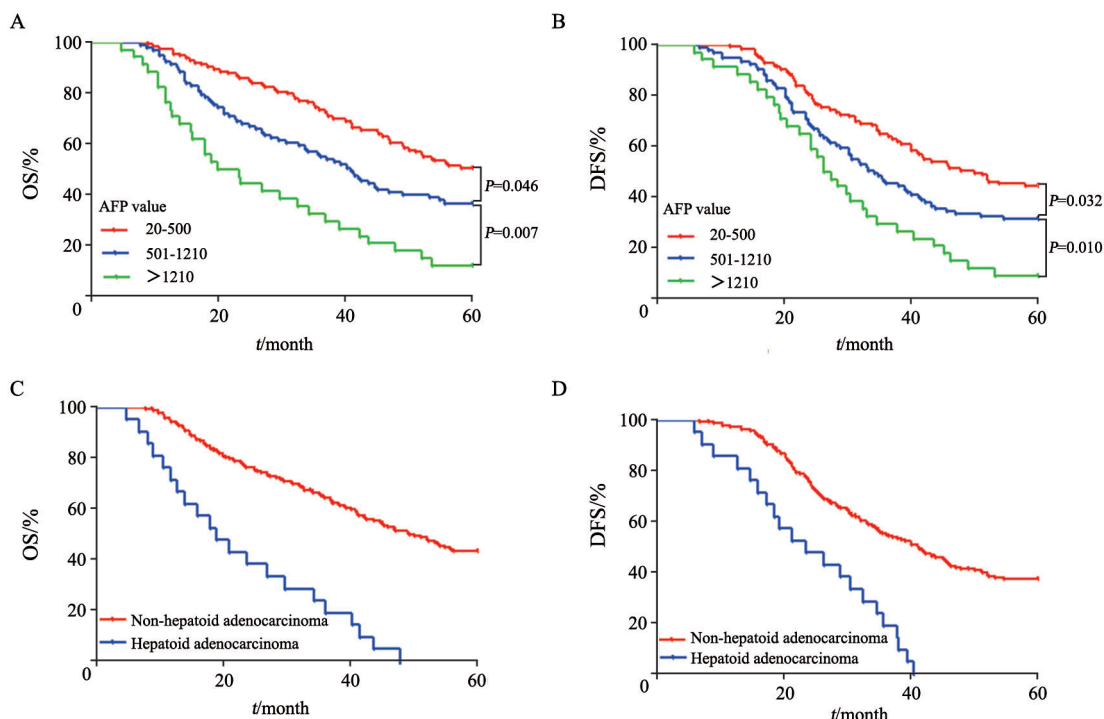 A
100
80
60
40
20
0
OS/%
AFP value
20-500
501-1210
>1210
P=0.046
P=0.007
20
40
60
t/month
B
100
80
60
40
20
0
DFS/%
AFP value
20-500
501-1210
>1210
P=0.032
P=0.010
20
40
60
t/month
C
100
80
60
40
20
0
OS/%
Non-hepatoid adenocarcinoma
Hepatoid adenocarcinoma
20
40
60
t/month
D
100
80
60
40
20
0
DFS/%
Non-hepatoid adenocarcinoma
Hepatoid adenocarcinoma
20
40
60
t/month